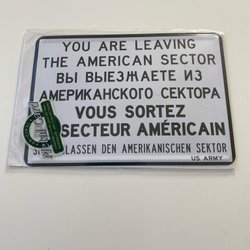 YOU ARE LEAVING
THE AMERICAN SECTOR
ВЫ ВЫЕЗЖАЕТЕ ИЗ
АМЕРИКАНСКОГО СЕКТОРА
VOUS SORTEZ
SECTEUR AMÉRICAIN
DEN AMERIKANISCHEN SEKTOR
US ARMY